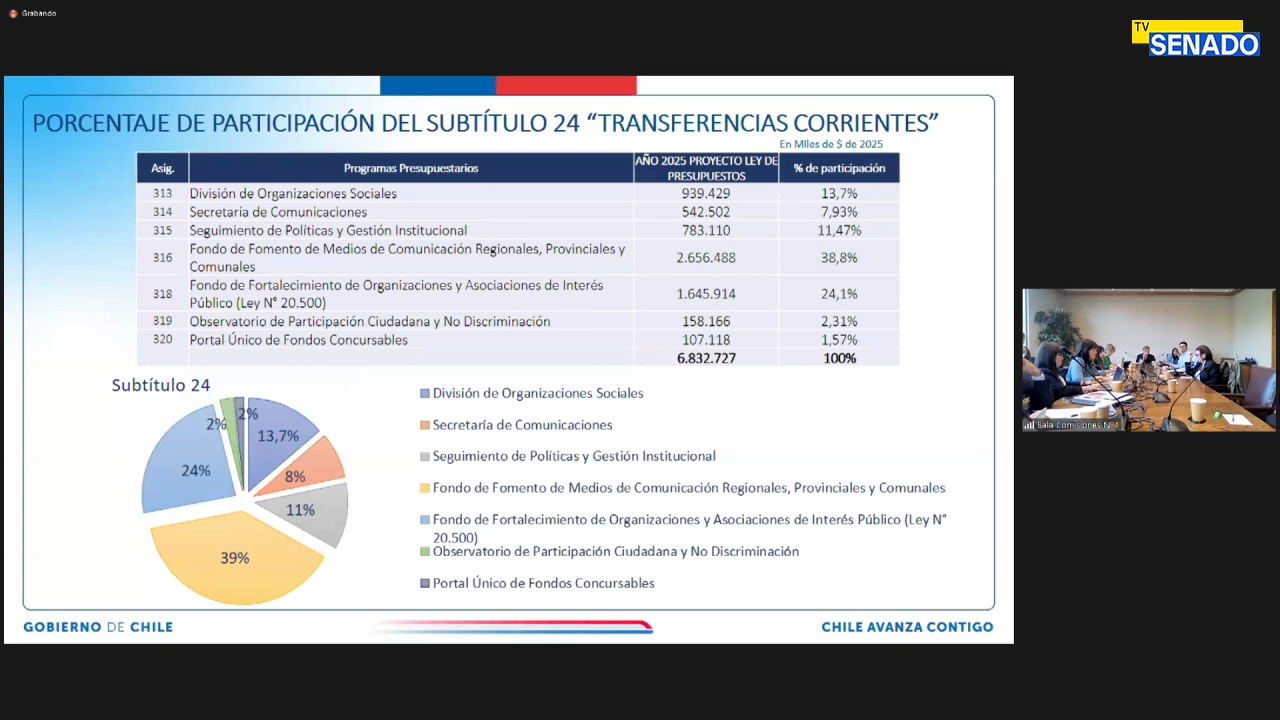 Grabando
TV
SENADO
PORCENTAJE DE PARTICIPACIÓN DEL SUBTÍTULO 24 “TRANSFERENCIAS CORRIENTES”
En Miles de $ de 2025
Asig. Programas Presupuestarios AÑO 2025 PROYECTO LEY DE PRESUPUESTOS % de participación
313 División de Organizaciones Sociales 939.429 13,7%
314 Secretaría de Comunicaciones 542.502 7,93%
315 Seguimiento de Políticas y Gestión Institucional 783.110 11,47%
316 Fondo de Fomento de Medios de Comunicación Regionales, Provinciales y Comunales 2.656.488 38,8%
318 Fondo de Fortalecimiento de Organizaciones y Asociaciones de Interés Público (Ley N° 20.500) 1.645.914 24,1%
319 Observatorio de Participación Ciudadana y No Discriminación 158.166 2,31%
320 Portal Único de Fondos Concursables 107.118 1,57%
6.832.727 100%
Subtítulo 24
2%
2%
13,7%
24%
8%
11%
39%
División de Organizaciones Sociales
Secretaría de Comunicaciones
Seguimiento de Políticas y Gestión Institucional
Fondo de Fomento de Medios de Comunicación Regionales, Provinciales y Comunales
Fondo de Fortalecimiento de Organizaciones y Asociaciones de Interés Público (Ley N°
20.500)
Observatorio de Participación Ciudadana y No Discriminación
Portal Único de Fondos Concursables
GOBIERNO DE CHILE
CHILE AVANZA CONTIGO
Sala Comisiones